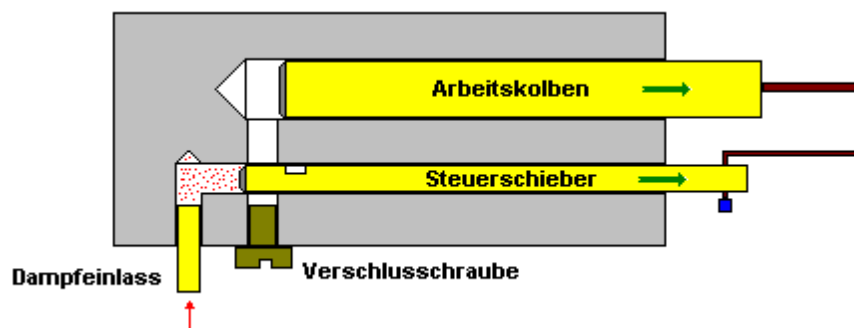 Arbeitskolben
Steuerschieber
Dampfeinlass
Verschlusschraube